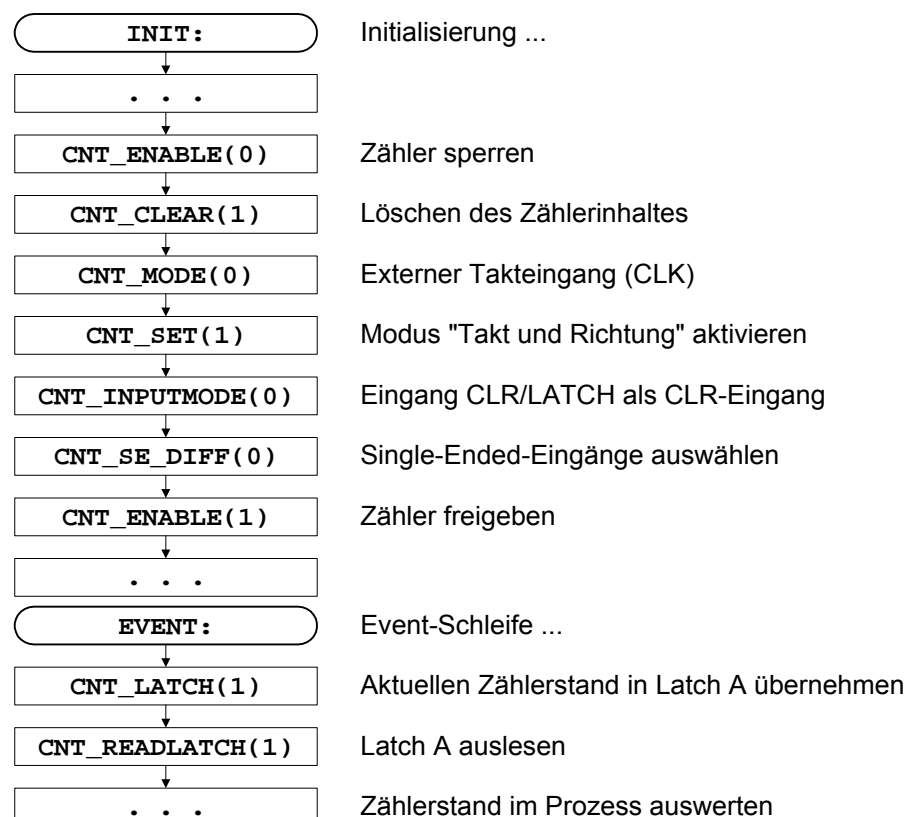 INIT: Initialisierung ...
. . .
CNT_ENABLE(0) Zähler sperren
CNT_CLEAR(1) Löschen des Zählerinhaltes
CNT_MODE(0) Externer Takteingang (CLK)
CNT_SET(1) Modus "Takt und Richtung" aktivieren
CNT_INPUTMODE(0) Eingang CLR/LATCH als CLR-Eingang
CNT_SE_DIFF(0) Single-Ended-Eingänge auswählen
CNT_ENABLE(1) Zähler freigeben
. . .
EVENT: Event-Schleife ...
CNT_LATCH(1) Aktuellen Zählerstand in Latch A übernehmen
CNT_READLATCH(1) Latch A auslesen
. . . Zählerstand im Prozess auswerten